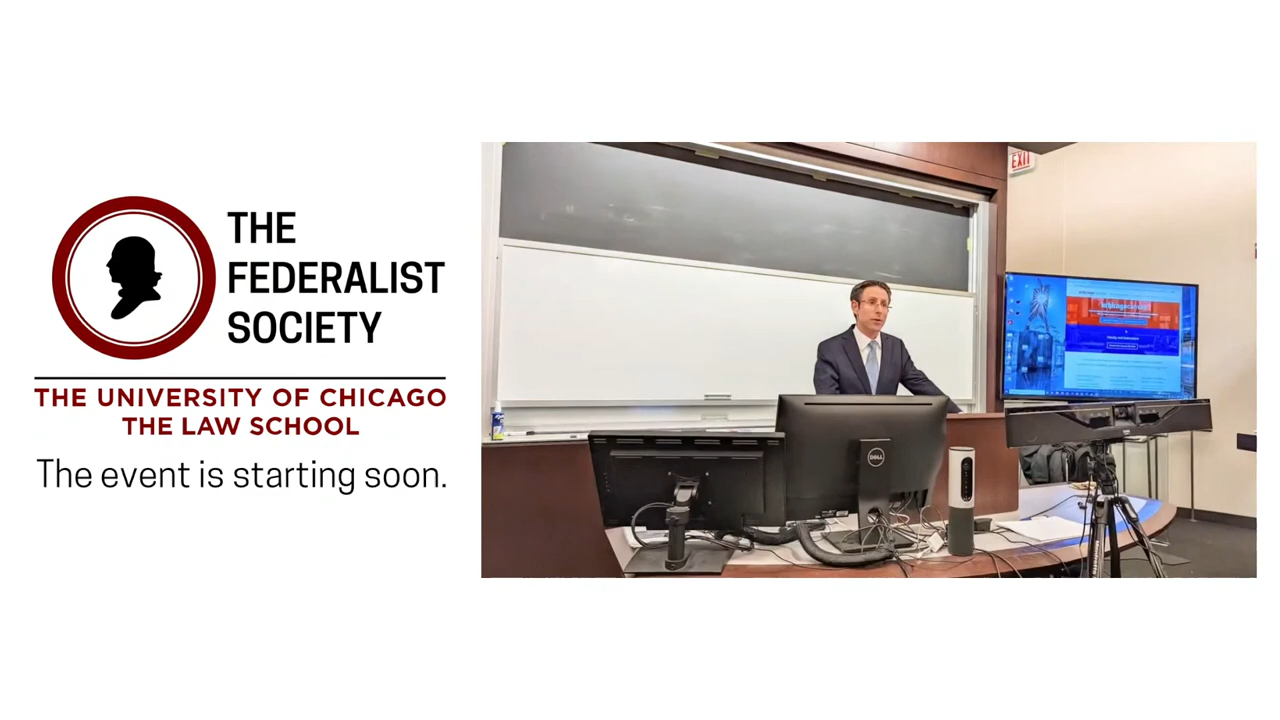 THE
FEDERALIST
SOCIETY
THE UNIVERSITY OF CHICAGO
THE LAW SCHOOL
The event is starting soon.
EXIT
DELL